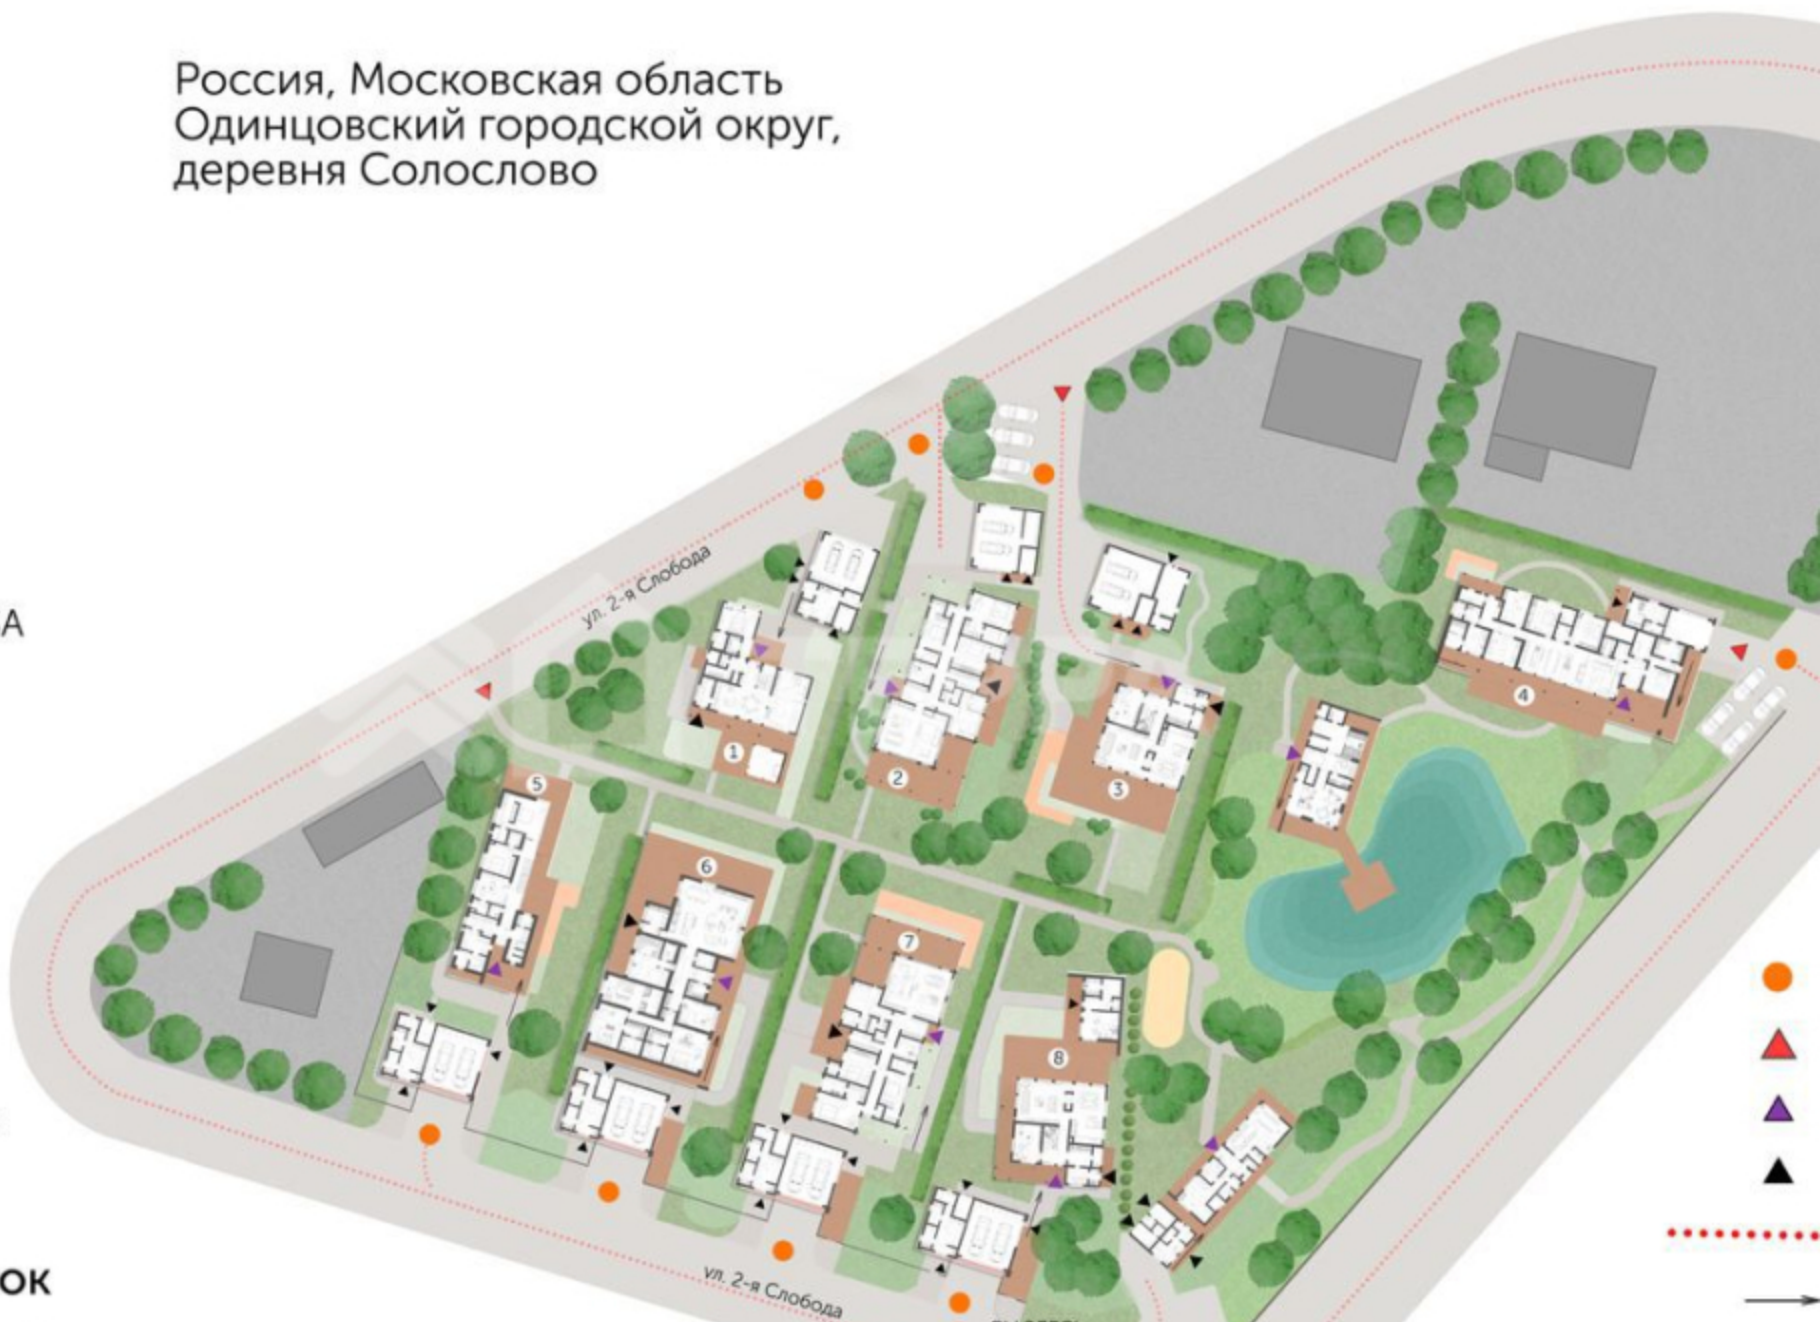 Россия, Московская область
Одинцовский городской округ,
деревня Солослово
ул. 2-я Слобода
А
4
1
2
3
5
6
7
8
ул. 2-я Слобода
ОК